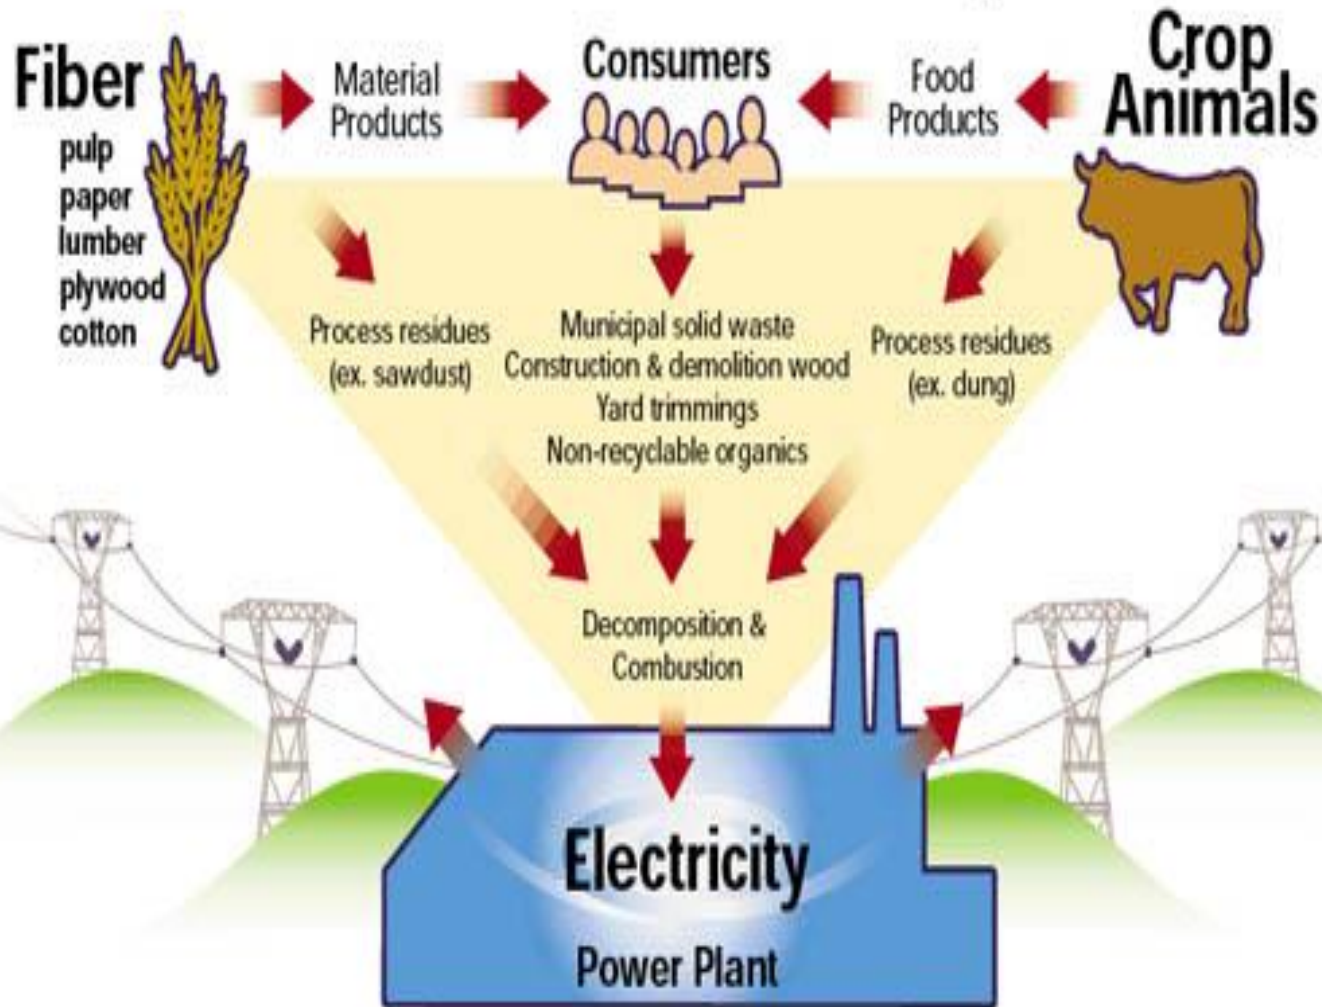 Fiber
pulp
paper
lumber
plywood
cotton
Material
Products
Consumers
Food
Products
Crop
Animals
Process residues
(ex. sawdust)
Municipal solid waste
Construction & demolition wood
Yard trimmings
Non-recyclable organics
Process residues
(ex. dung)
Decomposition &
Combustion
Electricity
Power Plant